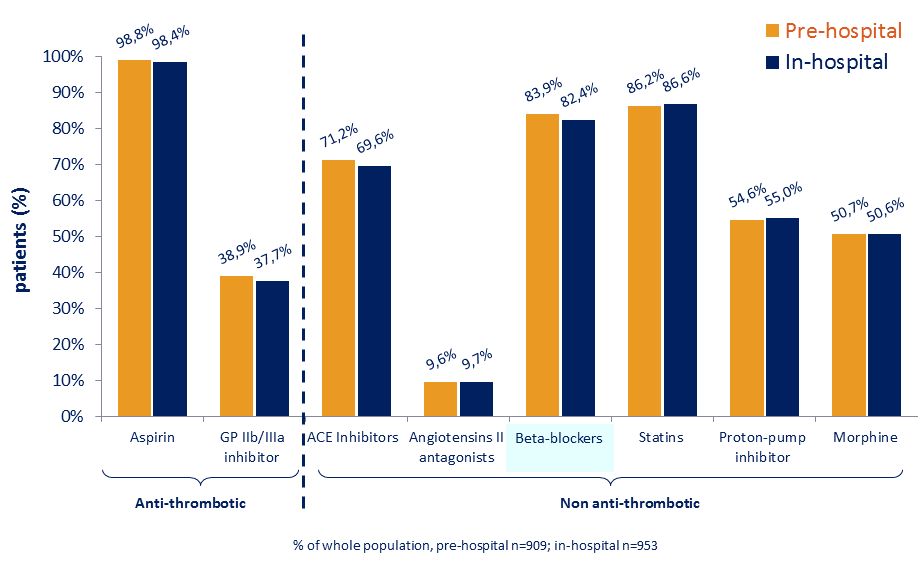 Pre-hospital
In-hospital
patients (%)
100%
90%
80%
70%
60%
50%
40%
30%
20%
10%
0%
98,8% 98,4%
38,9% 37,7%
71,2% 69,6%
9,6% 9,7%
83,9% 82,4%
86,2% 86,6%
54,6% 55,0%
50,7% 50,6%
Aspirin
GP IIb/IIIa
inhibitor
ACE Inhibitors
Angiotensins II
antagonists
Beta-blockers
Statins
Proton-pump
inhibitor
Morphine
Anti-thrombotic
Non anti-thrombotic
% of whole population, pre-hospital n=909; in-hospital n=953